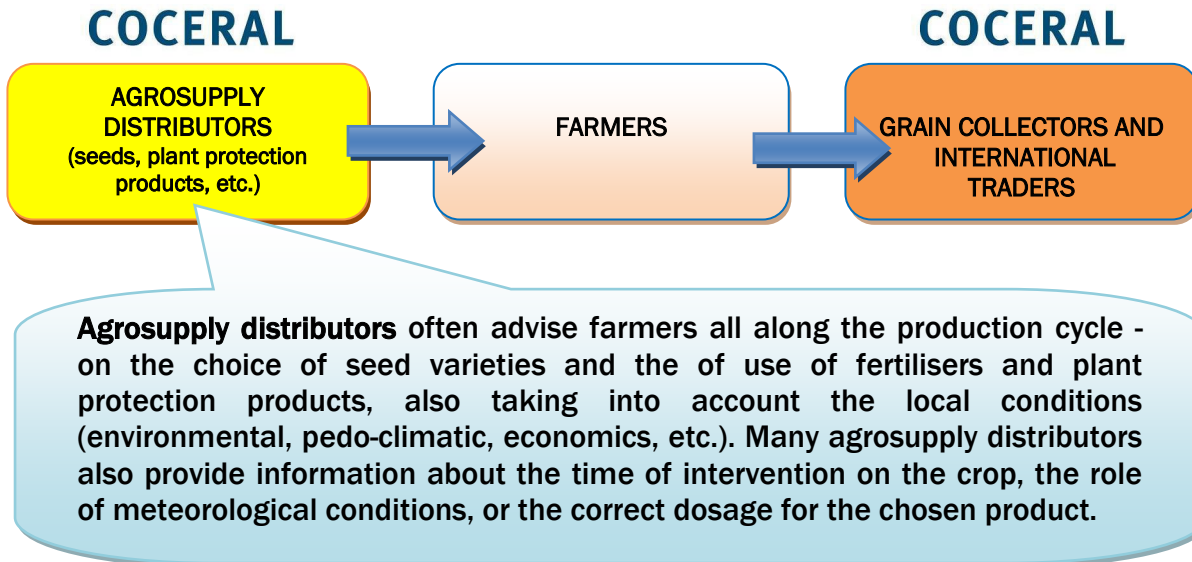 COCERAL
COCERAL
AGROSUPPLY
DISTRIBUTORS
(seeds, plant protection
products, etc.)
FARMERS
GRAIN COLLECTORS AND
INTERNATIONAL
TRADERS
Agrosupply distributors often advise farmers all along the production cycle -
on the choice of seed varieties and the of use of fertilisers and plant
protection products, also taking into account the local conditions
(environmental, pedo-climatic, economics, etc.). Many agrosupply distributors
also provide information about the time of intervention on the crop, the role
of meteorological conditions, or the correct dosage for the chosen product.